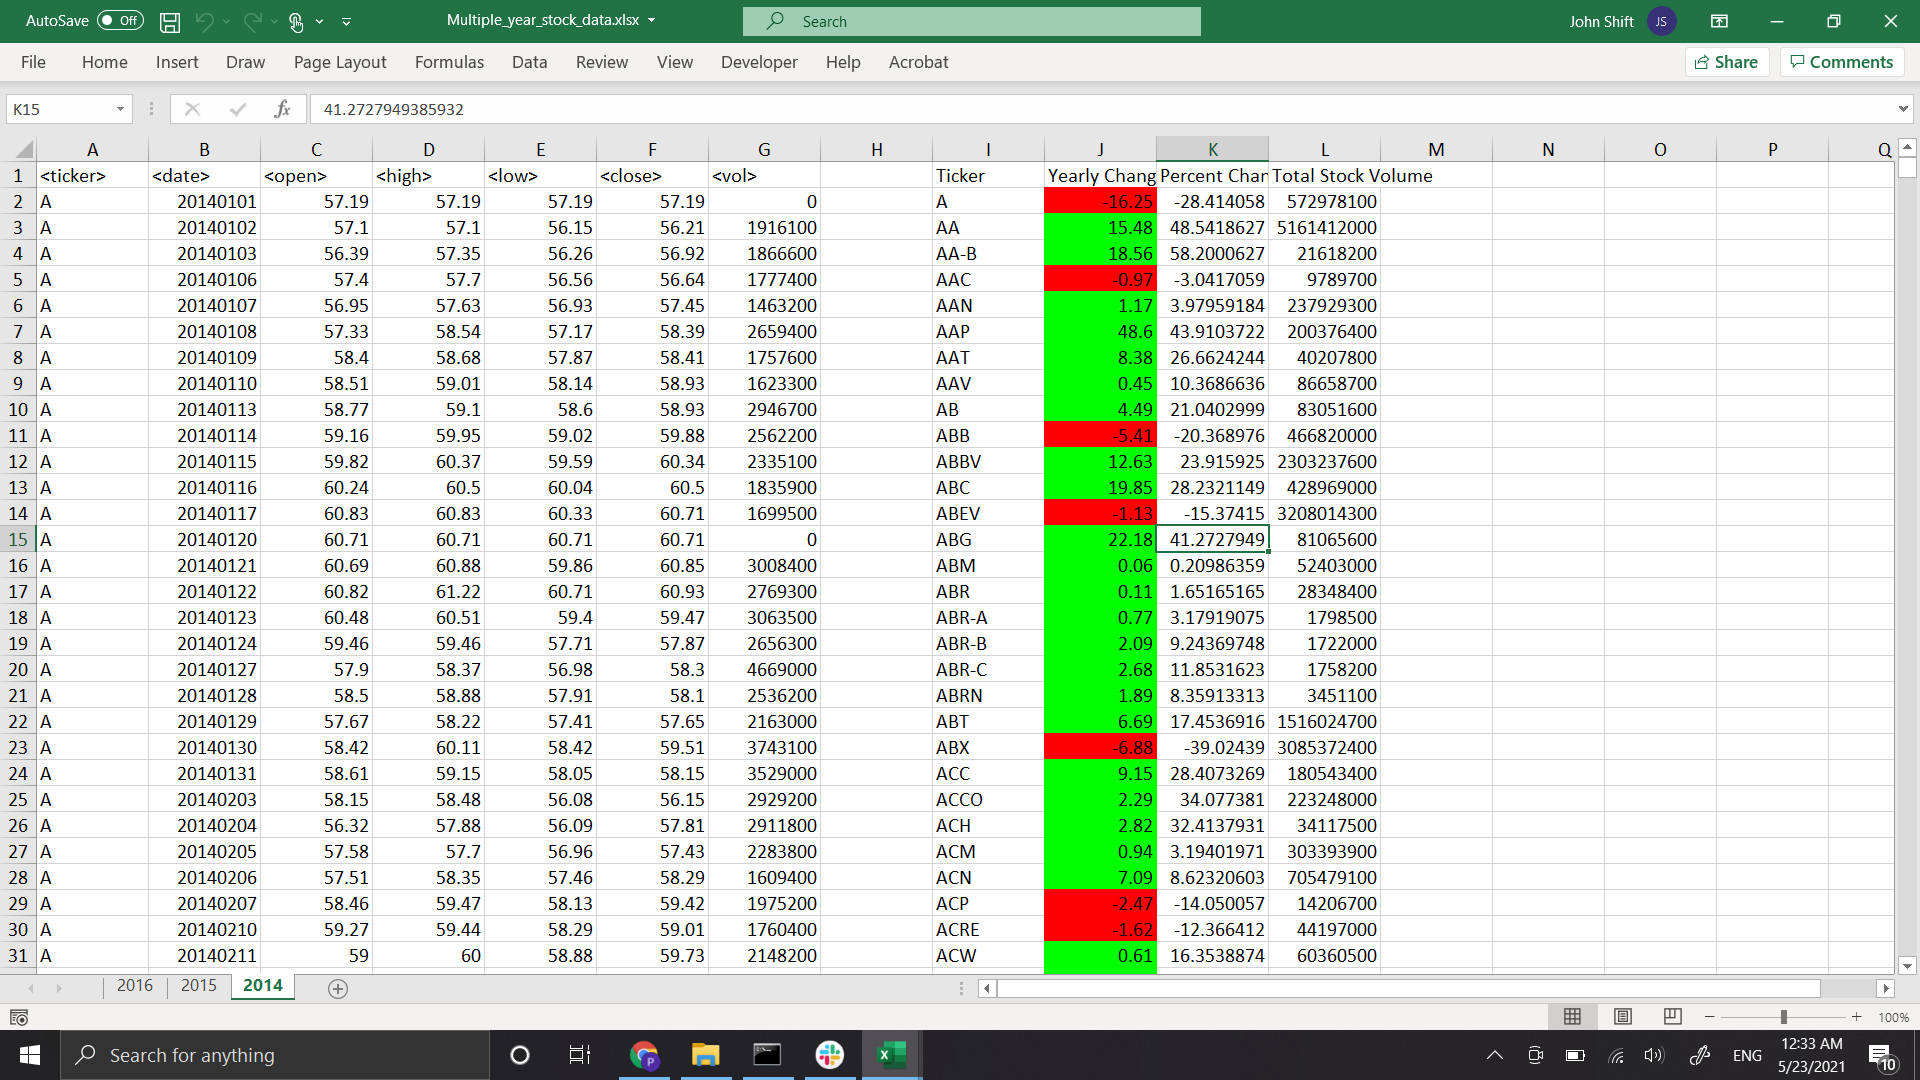 AutoSave Off Multiple_year_stock_data.xlsx Search John Shift JS
File Home Insert Draw Page Layout Formulas Data Review View Developer Help Acrobat Share Comments
K15 fx 41.2727949385932
A B C D E F G H I J K L M N O P Q
1 <ticker> <date> <open> <high> <low> <close> <vol> Ticker Yearly Chang Percent Chan Total Stock Volume
2 A 20140101 57.19 57.19 57.19 57.19 0 A -16.25 -28.414058 572978100
3 A 20140102 57.1 57.1 56.15 56.21 1916100 AA 15.48 48.5418627 5161412000
4 A 20140103 56.39 57.35 56.26 56.92 1866600 AA-B 18.56 58.2000627 21618200
5 A 20140106 57.4 57.7 56.56 56.64 1777400 AAC -0.97 -3.0417059 9789700
6 A 20140107 56.95 57.63 56.93 57.45 1463200 AAN 1.17 3.97959184 237929300
7 A 20140108 57.33 58.54 57.17 58.39 2659400 AAP 48.6 43.9103722 200376400
8 A 20140109 58.4 58.68 57.87 58.41 1757600 AAT 8.38 26.6624244 40207800
9 A 20140110 58.51 59.01 58.14 58.93 1623300 AAV 0.45 10.3686636 86658700
10 A 20140113 58.77 59.1 58.6 58.93 2946700 AB 4.49 21.0402999 83051600
11 A 20140114 59.16 59.95 59.02 59.88 2562200 ABB -5.41 -20.368976 466820000
12 A 20140115 59.82 60.37 59.59 60.34 2335100 ABBV 12.63 23.915925 2303237600
13 A 20140116 60.24 60.5 60.04 60.5 1835900 ABC 19.85 28.2321149 428969000
14 A 20140117 60.83 60.83 60.33 60.71 1699500 ABEV -1.13 -15.37415 3208014300
15 A 20140120 60.71 60.71 60.71 60.71 0 ABG 22.18 41.2727949 81065600
16 A 20140121 60.69 60.88 59.86 60.85 3008400 ABM 0.06 0.20986359 52403000
17 A 20140122 60.82 61.22 60.71 60.93 2769300 ABR 0.11 1.65165165 28348400
18 A 20140123 60.48 60.51 59.4 59.47 3063500 ABR-A 0.77 3.17919075 1798500
19 A 20140124 59.46 59.46 57.71 57.87 2656300 ABR-B 2.09 9.24369748 1722000
20 A 20140127 57.9 58.37 56.98 58.3 4669000 ABR-C 2.68 11.8531623 1758200
21 A 20140128 58.5 58.88 57.91 58.1 2536200 ABRN 1.89 8.35913313 3451100
22 A 20140129 57.67 58.22 57.41 57.65 2163000 ABT 6.69 17.4536916 1516024700
23 A 20140130 58.42 60.11 58.42 59.51 3743100 ABX -6.88 -39.02439 3085372400
24 A 20140131 58.61 59.15 58.05 58.15 3529000 ACC 9.15 28.4073269 180543400
25 A 20140203 58.15 58.48 56.08 56.15 2929200 ACCO 2.29 34.077381 223248000
26 A 20140204 56.32 57.88 56.09 57.81 2911800 ACH 2.82 32.4137931 34117500
27 A 20140205 57.58 57.7 56.96 57.43 2283800 ACM 0.94 3.19401971 303393900
28 A 20140206 57.51 58.35 57.46 58.29 1609400 ACN 7.09 8.62320603 705479100
29 A 20140207 58.46 59.47 58.13 59.42 1975200 ACP -2.47 -14.050057 14206700
30 A 20140210 59.27 59.44 58.29 59.01 1760400 ACRE -1.62 -12.366412 44197000
31 A 20140211 59 60 58.88 59.73 2148200 ACW 0.61 16.3538874 60360500
2016 2015 2014
100%
Search for anything P ENG 12:33 AM
5/23/2021 10